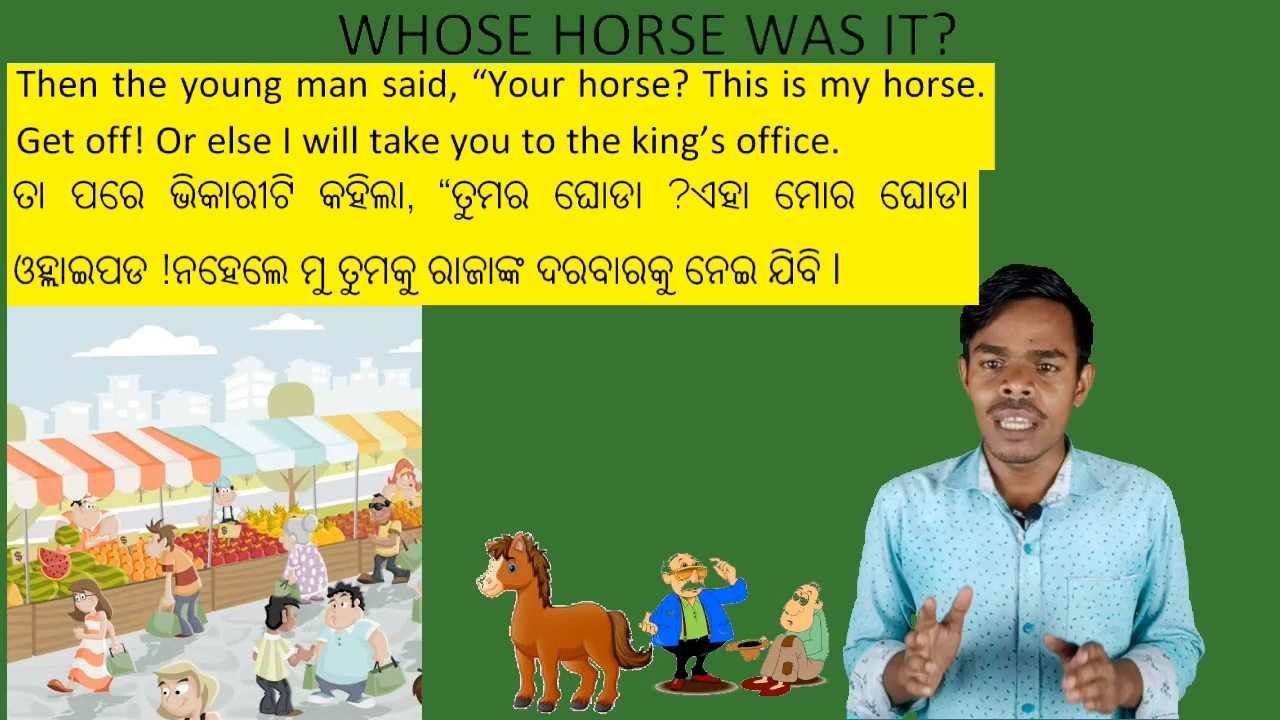 WHOSE HORSE WAS IT?
Then the young man said, “Your horse? This is my horse.
Get off! Or else I will take you to the king’s office.
ତା ପରେ ଭିକାରୀଟି କହିଲା, “ତୁମର ଘୋଡା ?ଏହା ମୋର ଘୋଡା
ଓହ୍ଲାଇପଡ !ନହେଲେ ମୁ ତୁମକୁ ରାଜାଙ୍କ ଦରବାରକୁ ନେଇ ଯିବି l
$
$